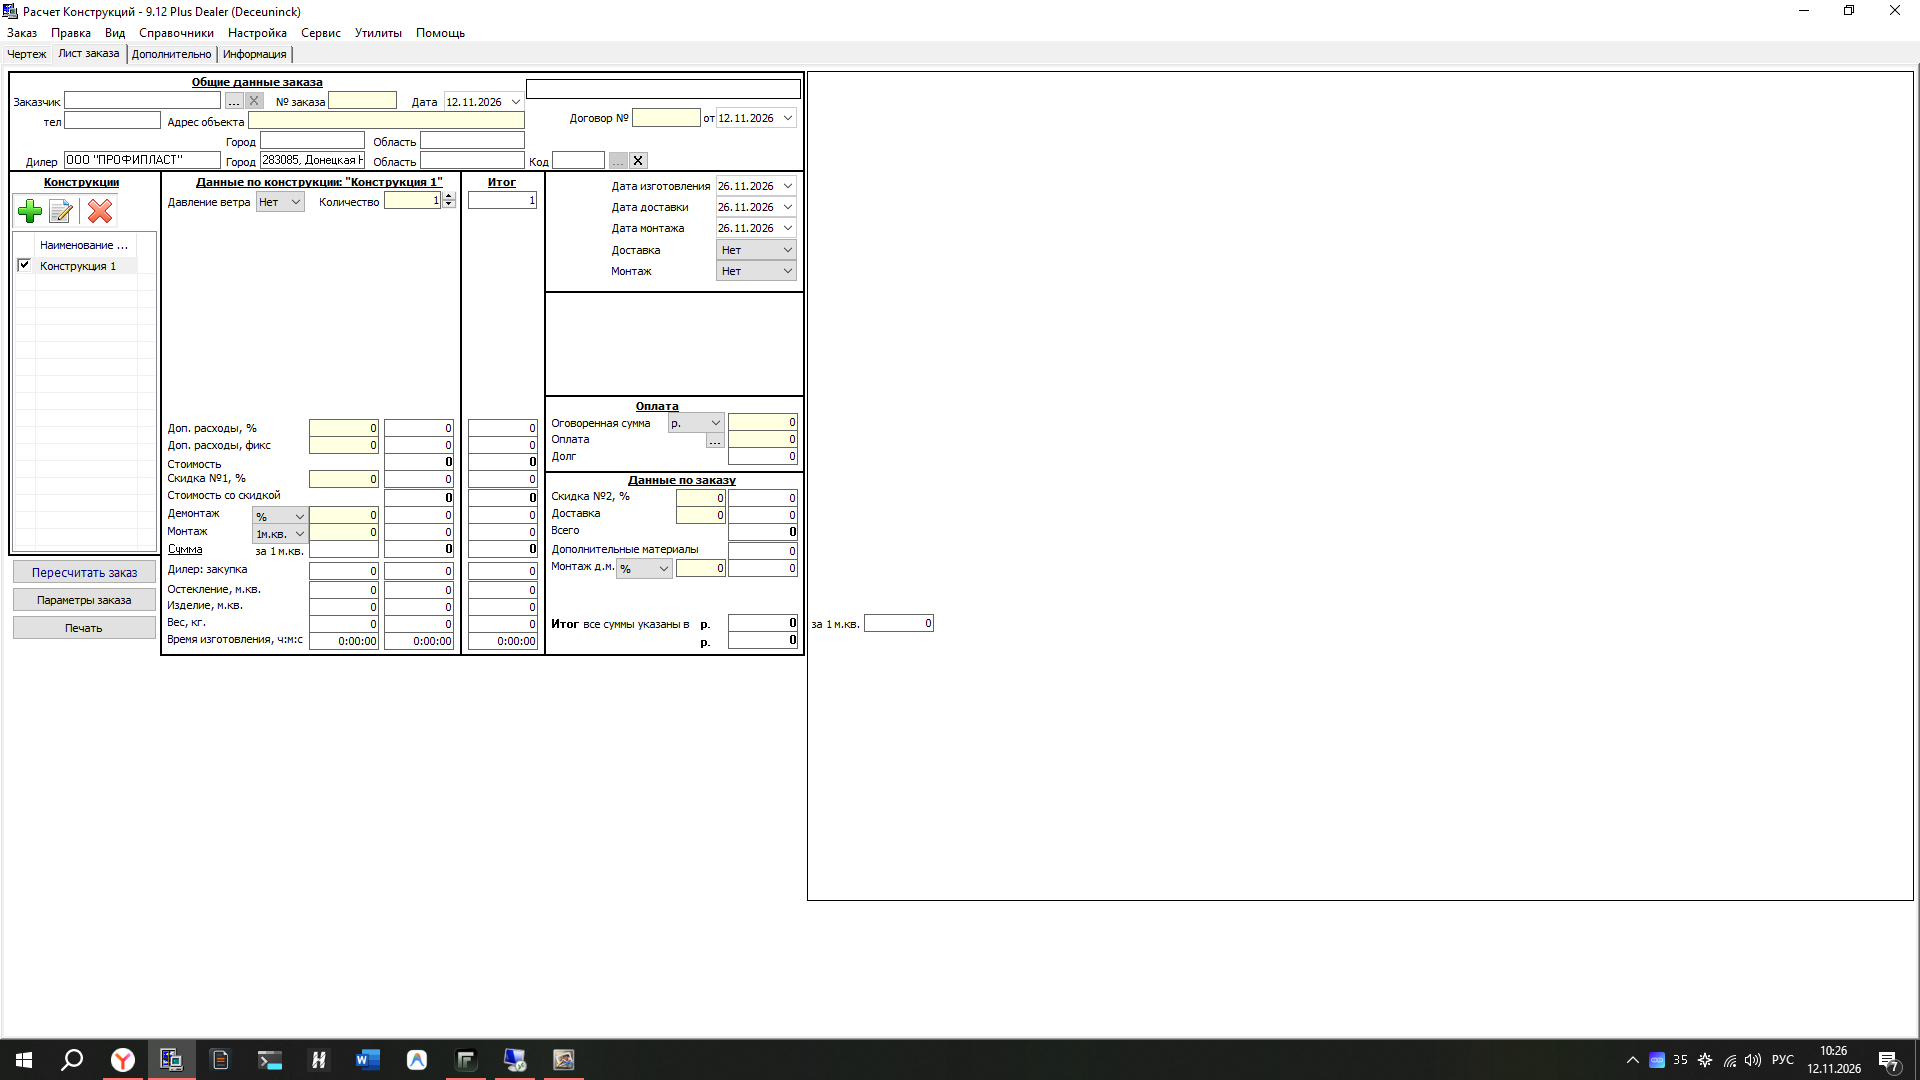 Расчет Конструкций - 9.12 Plus Dealer (Deceuninck)
Заказ Правка Вид Справочники Настройка Сервис Утилиты Помощь
Чертеж Лист заказа Дополнительно Информация
Общие данные заказа
Заказчик ... X № заказа Дата 12.11.2026
тел Адрес объекта Договор № от 12.11.2026
Город Область
Дилер ООО "ПРОФИПЛАСТ" Город 283085, Донецкая Область Код ... X
Конструкции
Наименование ...
Конструкция 1
Пересчитать заказ
Параметры заказа
Печать
Данные по конструкции: "Конструкция 1" Итог
Давление ветра Нет Количество 1 1
Доп. расходы, % 0 0 0
Доп. расходы, фикс 0 0 0
Стоимость 0 0
Скидка №1, % 0 0 0
Стоимость со скидкой 0 0
Демонтаж % 0 0 0
Монтаж 1м.кв. 0 0 0
Сумма за 1 м.кв. 0 0
Дилер: закупка 0 0 0
Остекление, м.кв. 0 0 0
Изделие, м.кв. 0 0 0
Вес, кг. 0 0 0
Время изготовления, ч:м:с 0:00:00 0:00:00 0:00:00
Дата изготовления 26.11.2026
Дата доставки 26.11.2026
Дата монтажа 26.11.2026
Доставка Нет
Монтаж Нет
Оплата
Оговоренная сумма р. 0
Оплата ... 0
Долг 0
Данные по заказу
Скидка №2, % 0 0
Доставка 0 0
Всего 0
Дополнительные материалы 0
Монтаж д.м. % 0 0
Итог все суммы указаны в р. 0 за 1 м.кв. 0
р. 0
35 РУС 10:26
12.11.2026 7